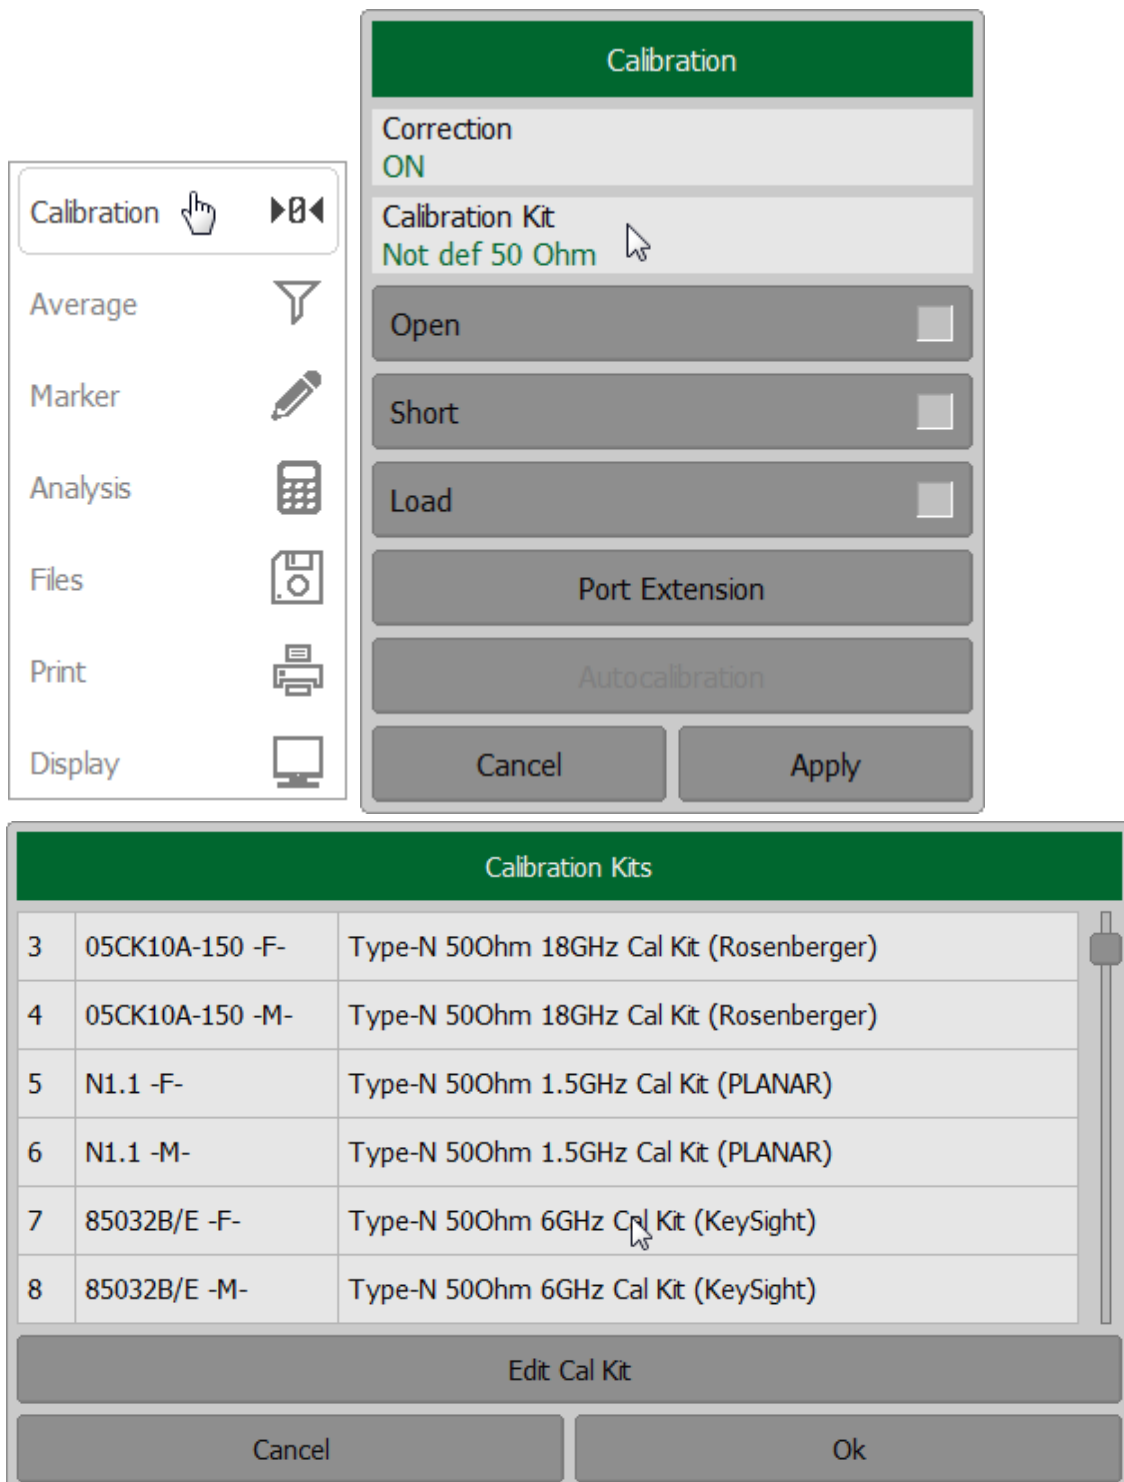 Calibration
Average
Marker
Analysis
Files
Print
Display
Calibration
Correction
ON
Calibration Kit
Not def 50 Ohm
Open
Short
Load
Port Extension
Autocalibration
Cancel Apply
Calibration Kits
3 05CK10A-150 -F- Type-N 50Ohm 18GHz Cal Kit (Rosenberger)
4 05CK10A-150 -M- Type-N 50Ohm 18GHz Cal Kit (Rosenberger)
5 N1.1 -F- Type-N 50Ohm 1.5GHz Cal Kit (PLANAR)
6 N1.1 -M- Type-N 50Ohm 1.5GHz Cal Kit (PLANAR)
7 85032B/E -F- Type-N 50Ohm 6GHz Cal Kit (KeySight)
8 85032B/E -M- Type-N 50Ohm 6GHz Cal Kit (KeySight)
Edit Cal Kit
Cancel Ok